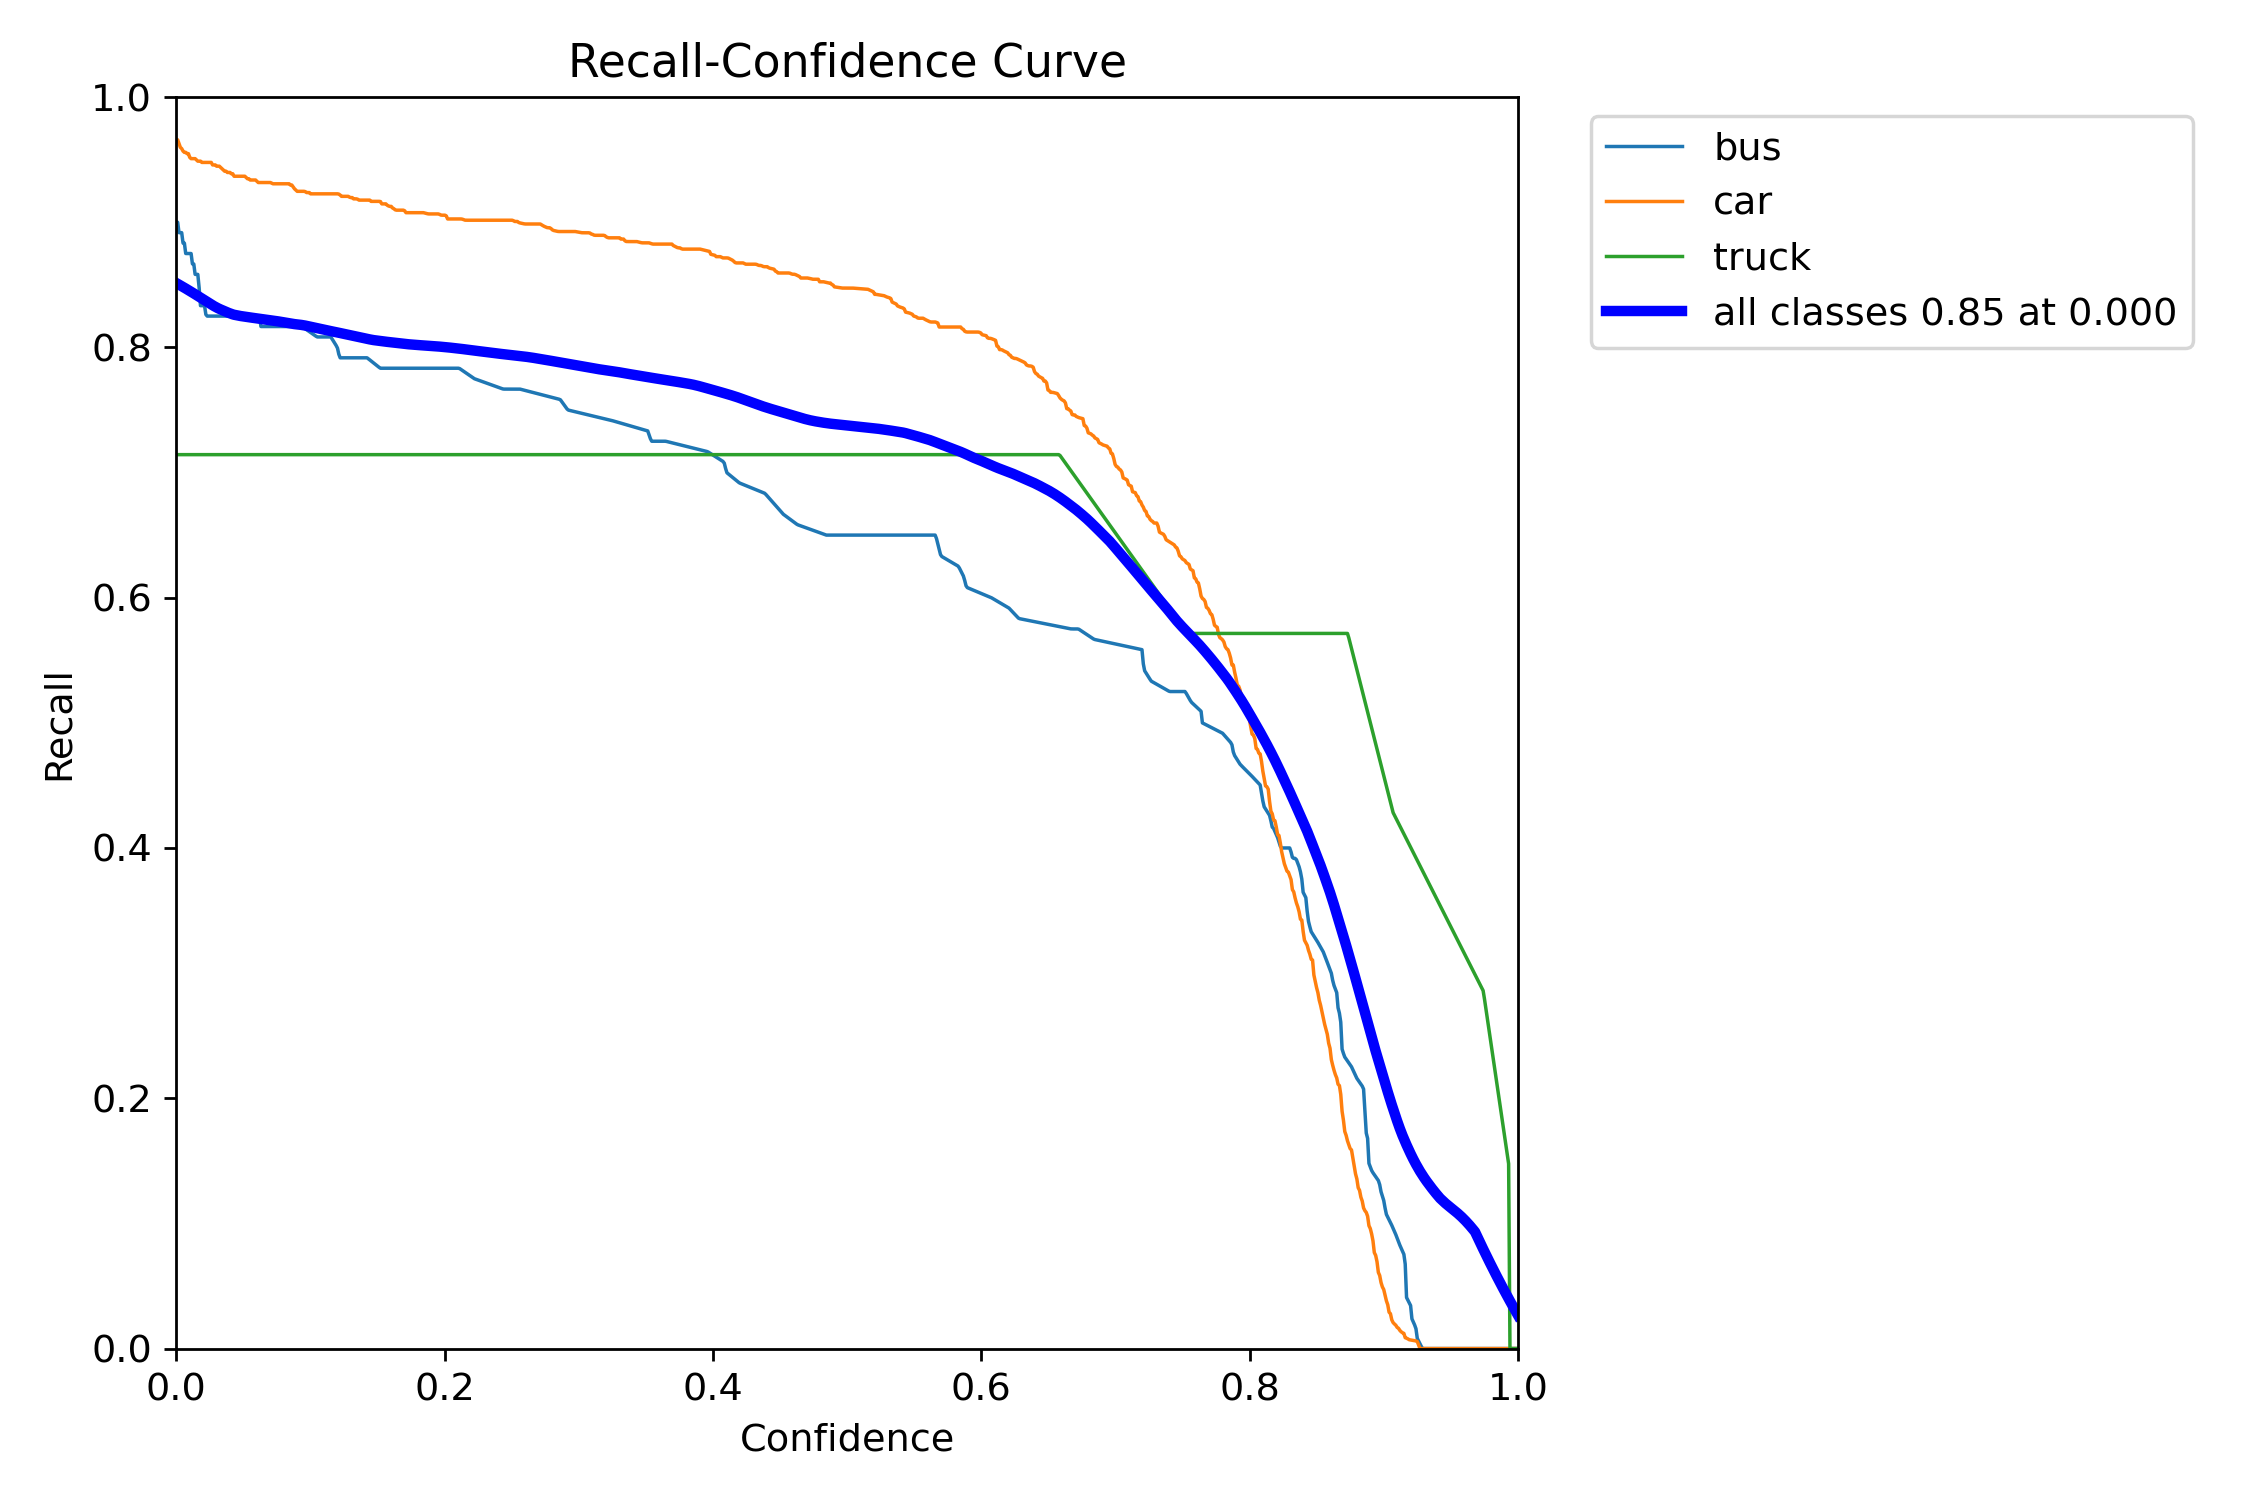 Recall-Confidence Curve
1.0
0.8
0.6
0.4
0.2
0.0
Recall
0.0 0.2 0.4 0.6 0.8 1.0
Confidence
bus
car
truck
all classes 0.85 at 0.000